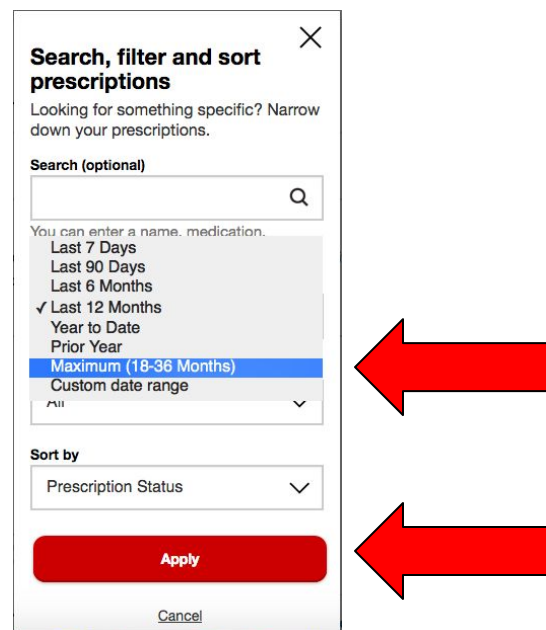 Search, filter and sort
prescriptions
Looking for something specific? Narrow
down your prescriptions.
Search (optional)
You can enter a name, medication,
Last 7 Days
Last 90 Days
Last 6 Months
✓ Last 12 Months
Year to Date
Prior Year
Maximum (18-36 Months)
Custom date range
All
Sort by
Prescription Status
Apply
Cancel